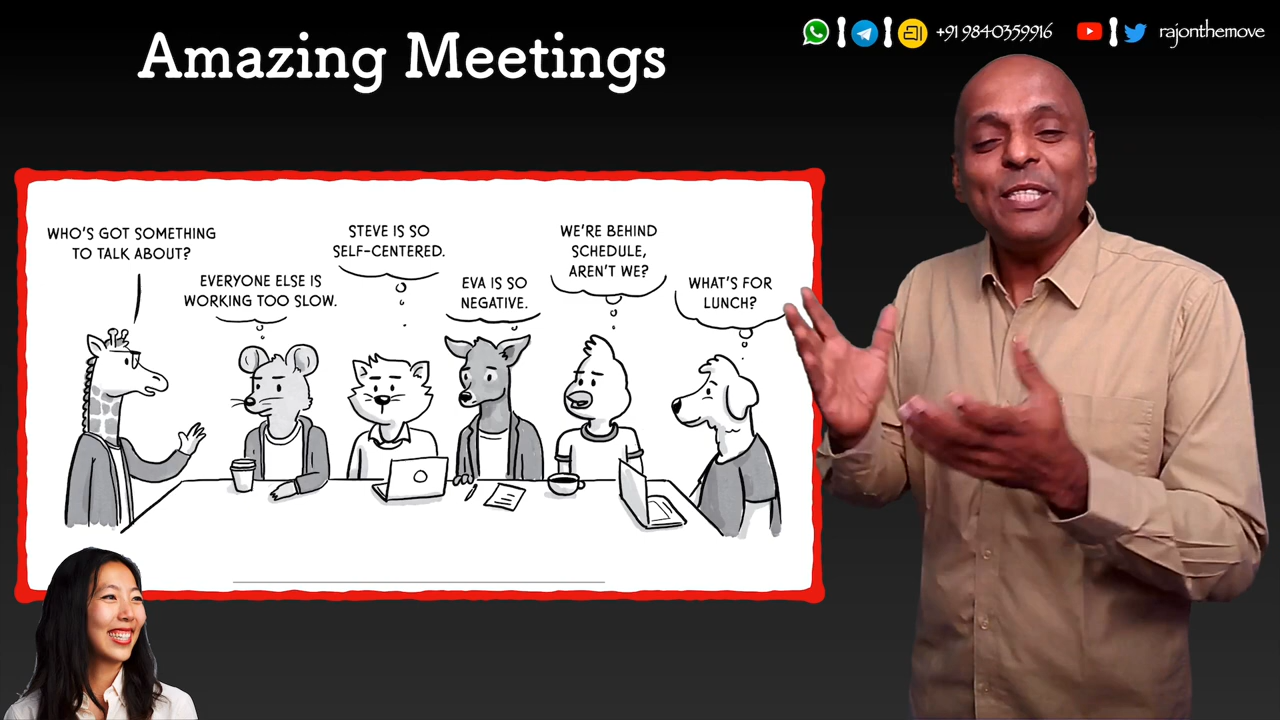 Amazing Meetings
+91 9840359916
rajonthemove
WHO'S GOT SOMETHING
TO TALK ABOUT?
EVERYONE ELSE IS
WORKING TOO SLOW.
STEVE IS SO
SELF-CENTERED.
EVA IS SO
NEGATIVE.
WE'RE BEHIND
SCHEDULE,
AREN'T WE?
WHAT'S FOR
LUNCH?